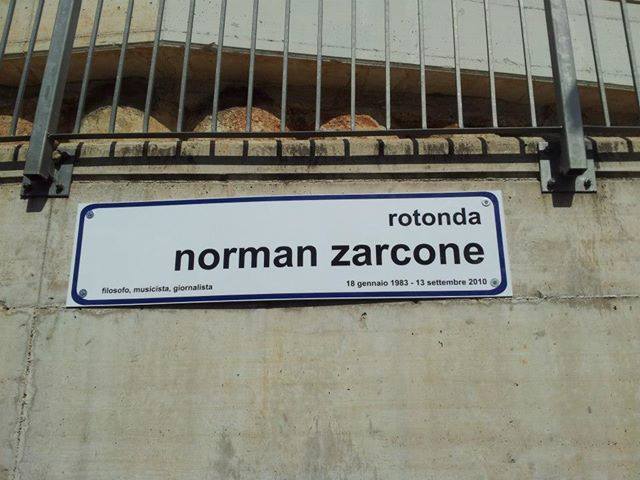 rotonda
norman zarcone
filosofo, musicista, giornalista
18 gennaio 1983 - 13 settembre 2010